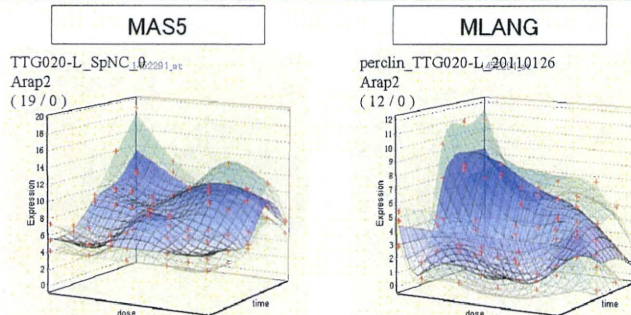 MAS5
MLANG
TTG020-L_SpNC_0
Arap2
( 19 / 0 )
20
18
16
14
12
10
8
6
4
2
0
Expression
dose
time
perclin_TTG020-L_20110126
Arap2
( 12 / 0 )
12
11
10
9
8
7
6
5
4
3
2
1
0
Expression
dose
time